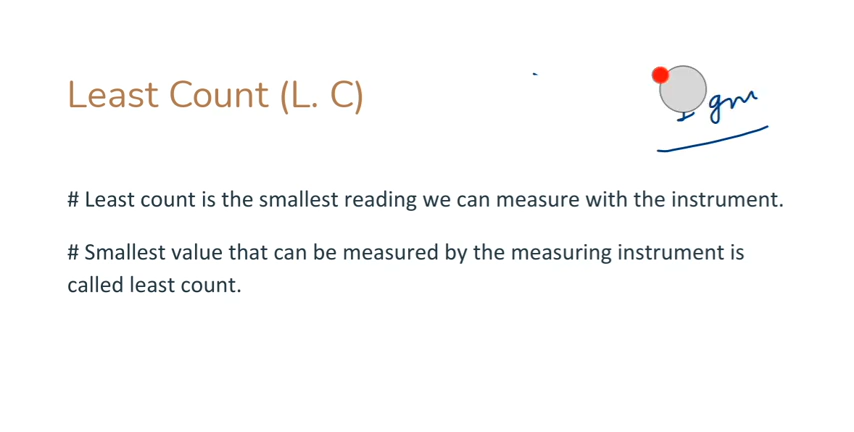 Least Count (L. C)
gm
# Least count is the smallest reading we can measure with the instrument.
# Smallest value that can be measured by the measuring instrument is
called least count.